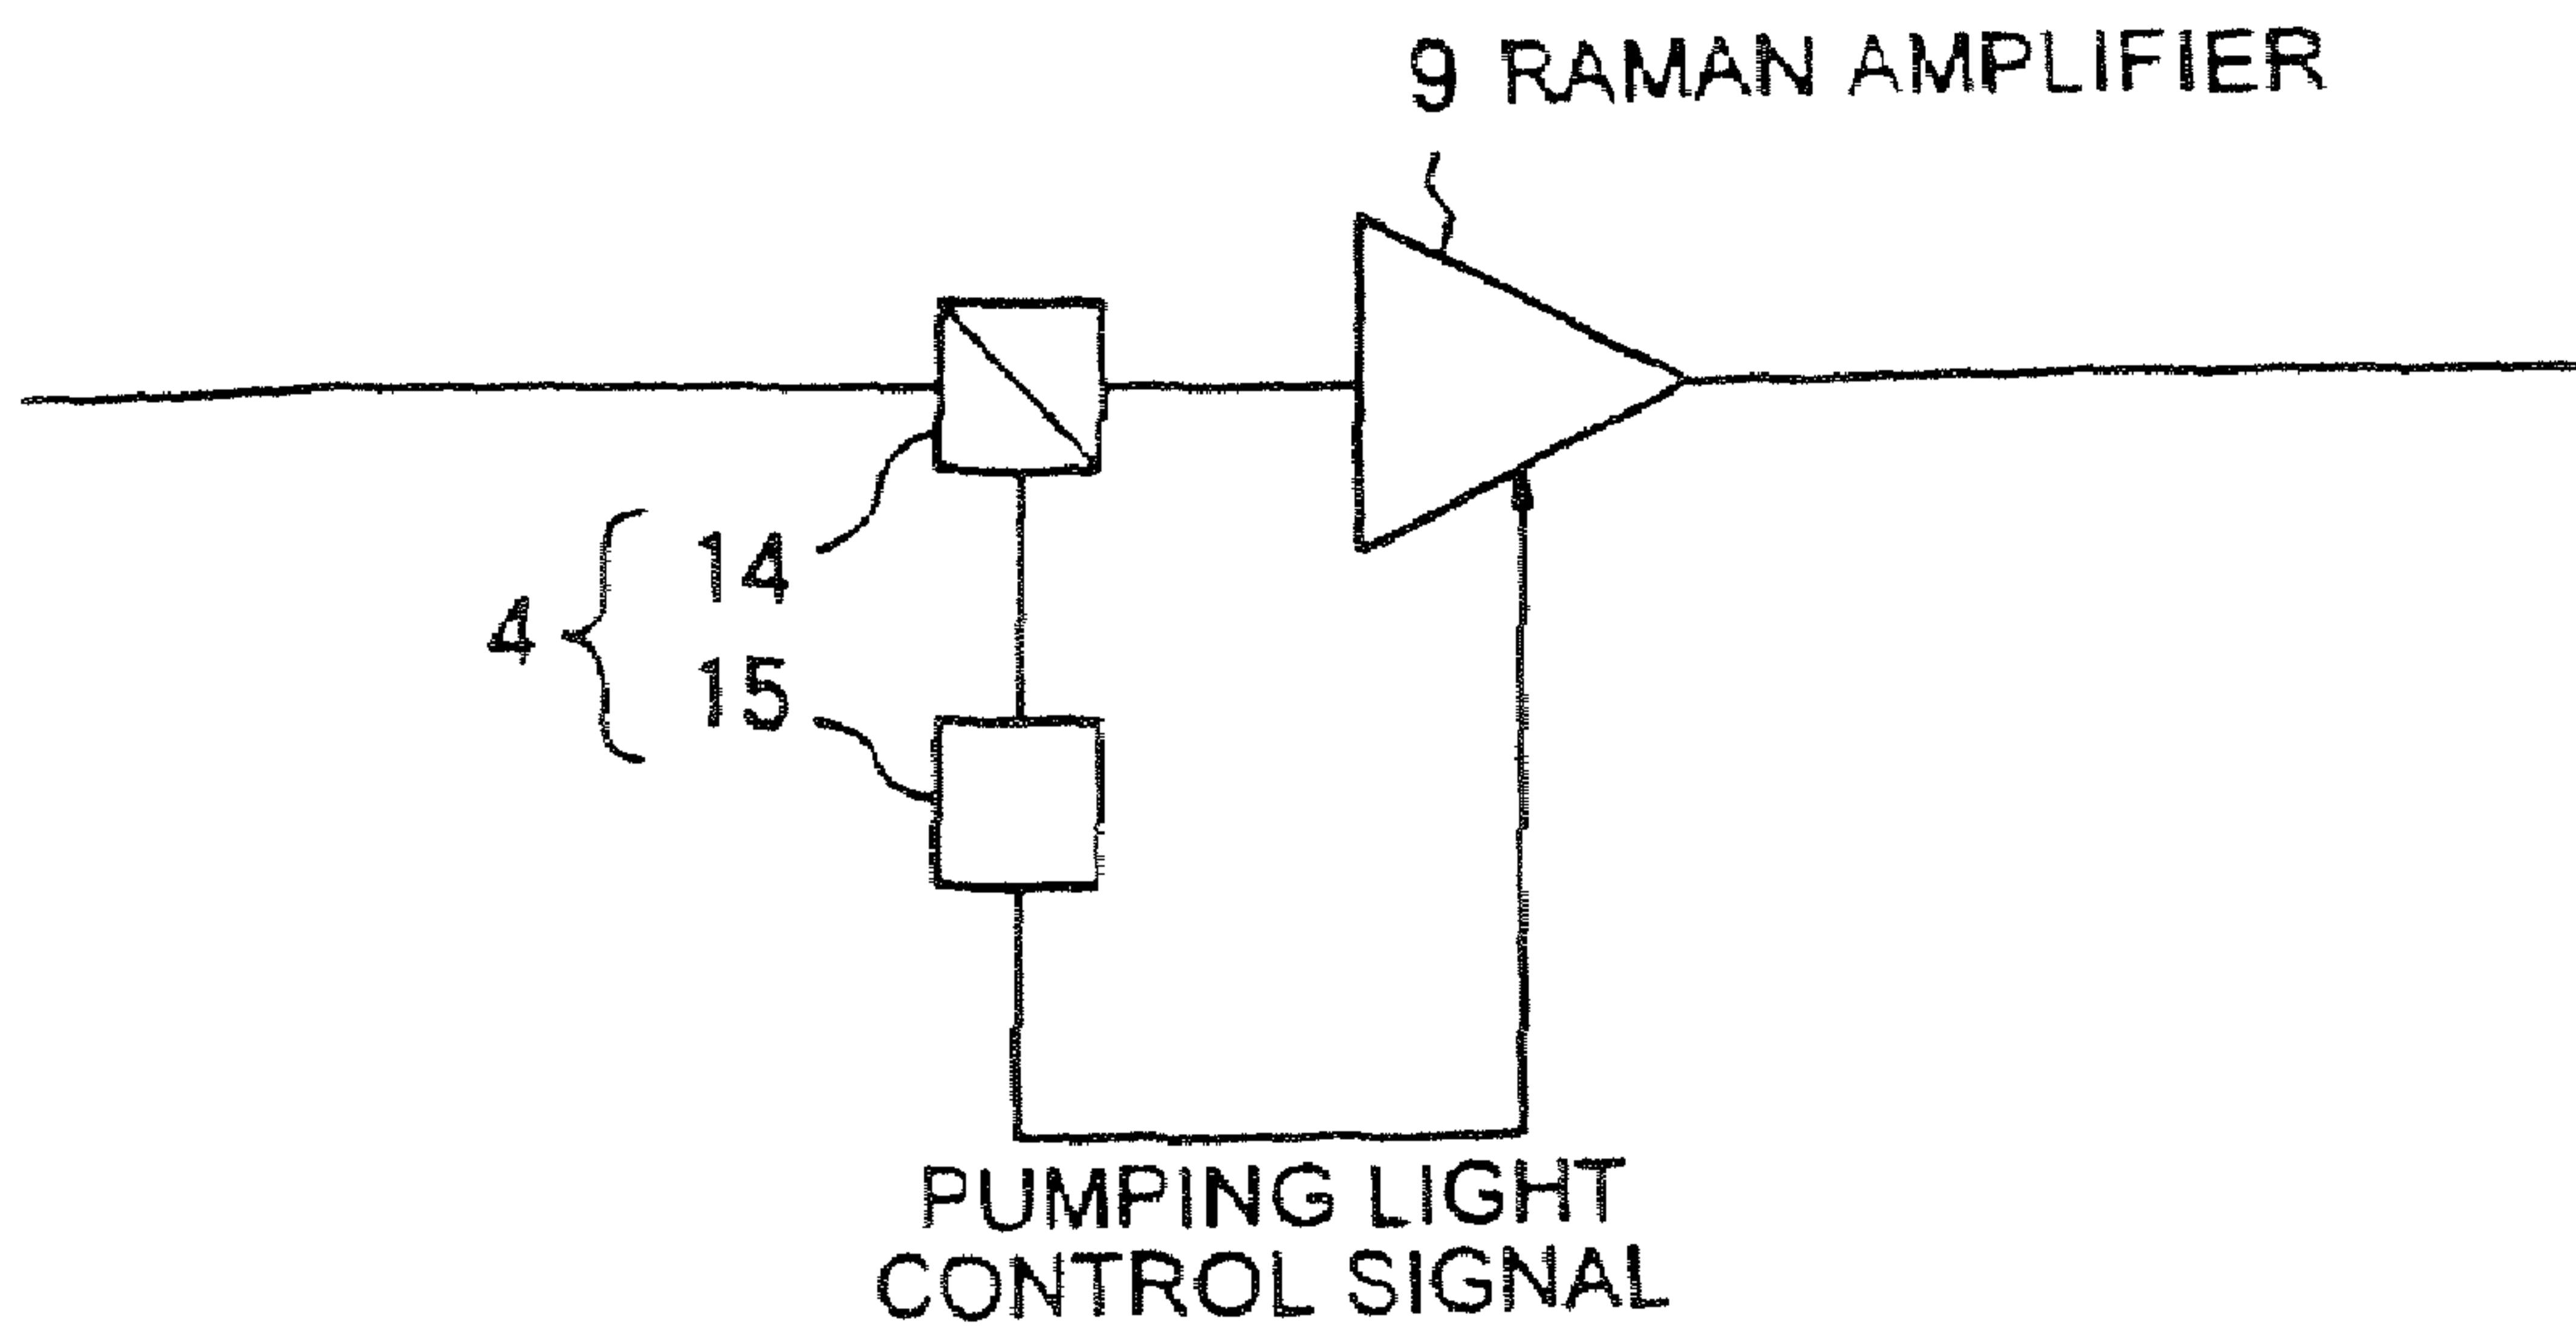 9 RAMAN AMPLIFIER
14
4
15
PUMPING LIGHT
CONTROL SIGNAL